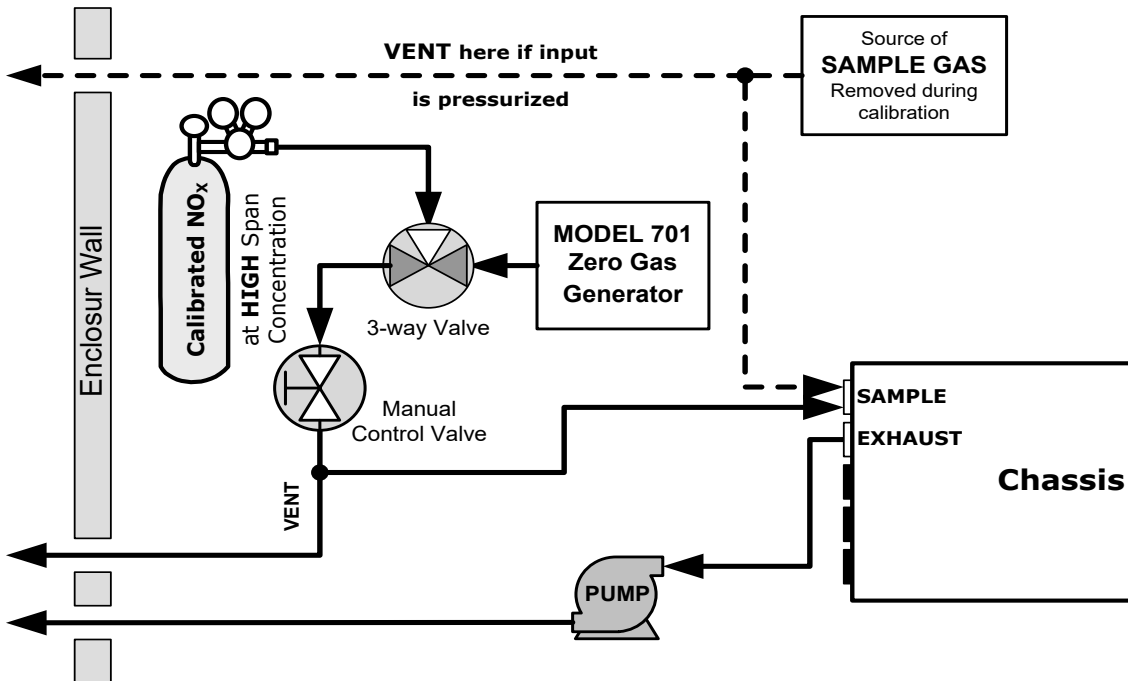 VENT here if input
is pressurized
Source of
SAMPLE GAS
Removed during
calibration
Enclosur Wall
Calibrated NOx
at HIGH Span
Concentration
MODEL 701
Zero Gas
Generator
3-way Valve
Manual
Control Valve
VENT
SAMPLE
EXHAUST
Chassis
PUMP